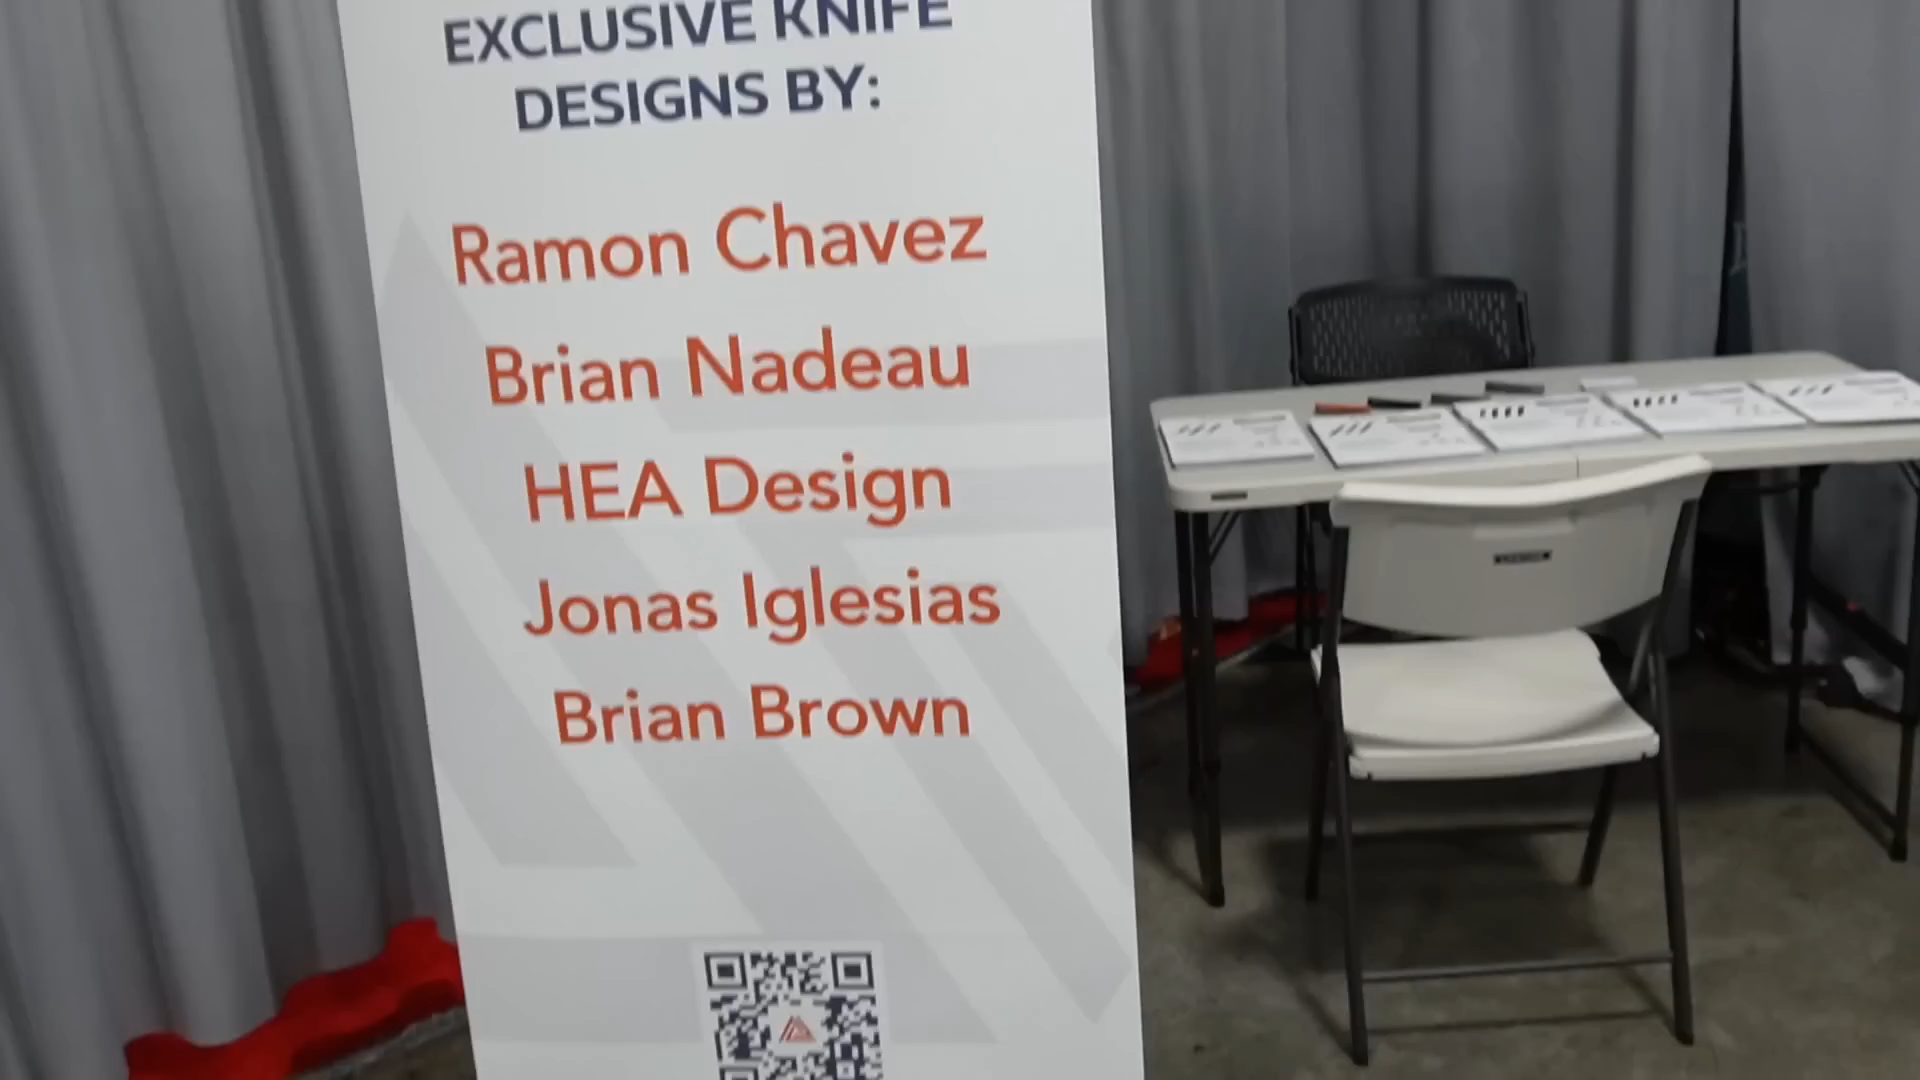 EXCLUSIVE KNIFE
DESIGNS BY:
Ramon Chavez
Brian Nadeau
HEA Design
Jonas Iglesias
Brian Brown